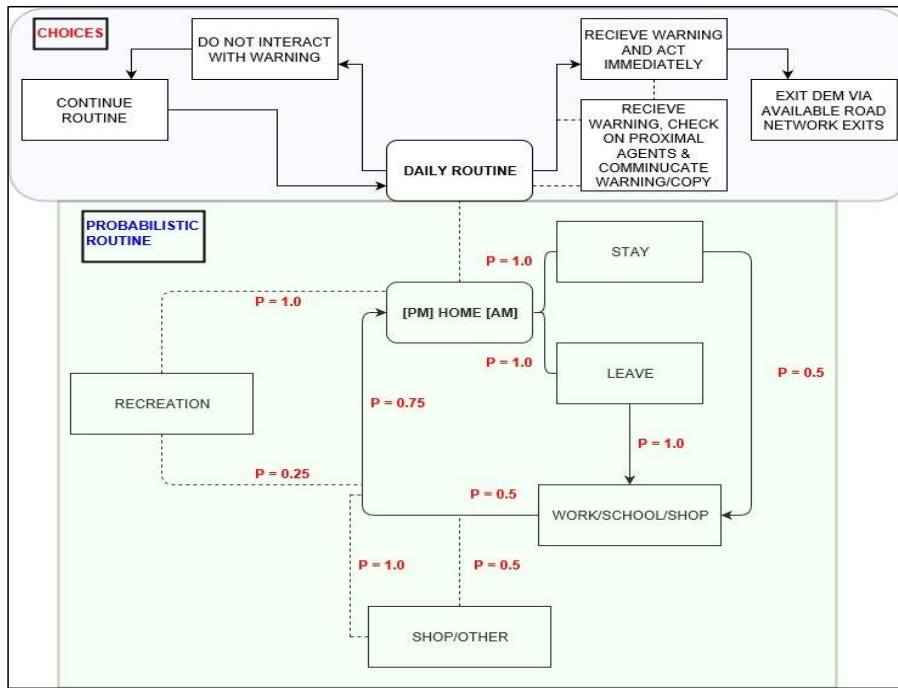 CHOICES
DO NOT INTERACT
WITH WARNING
RECIEVE WARNING
AND ACT
IMMEDIATELY
CONTINUE
ROUTINE
EXIT DEM VIA
AVAILABLE ROAD
NETWORK EXITS
RECEIVE
WARNING, CHECK
ON PROXIMAL
AGENTS &
COMMINUCATE
WARNING/COPY
DAILY ROUTINE
PROBABILISTIC
ROUTINE
P = 1.0
STAY
P = 1.0
[PM] HOME [AM]
P = 1.0
LEAVE
P = 0.5
RECREATION
P = 0.75
P = 1.0
P = 0.25
P = 0.5
WORK/SCHOOL/SHOP
P = 1.0
P = 0.5
SHOP/OTHER